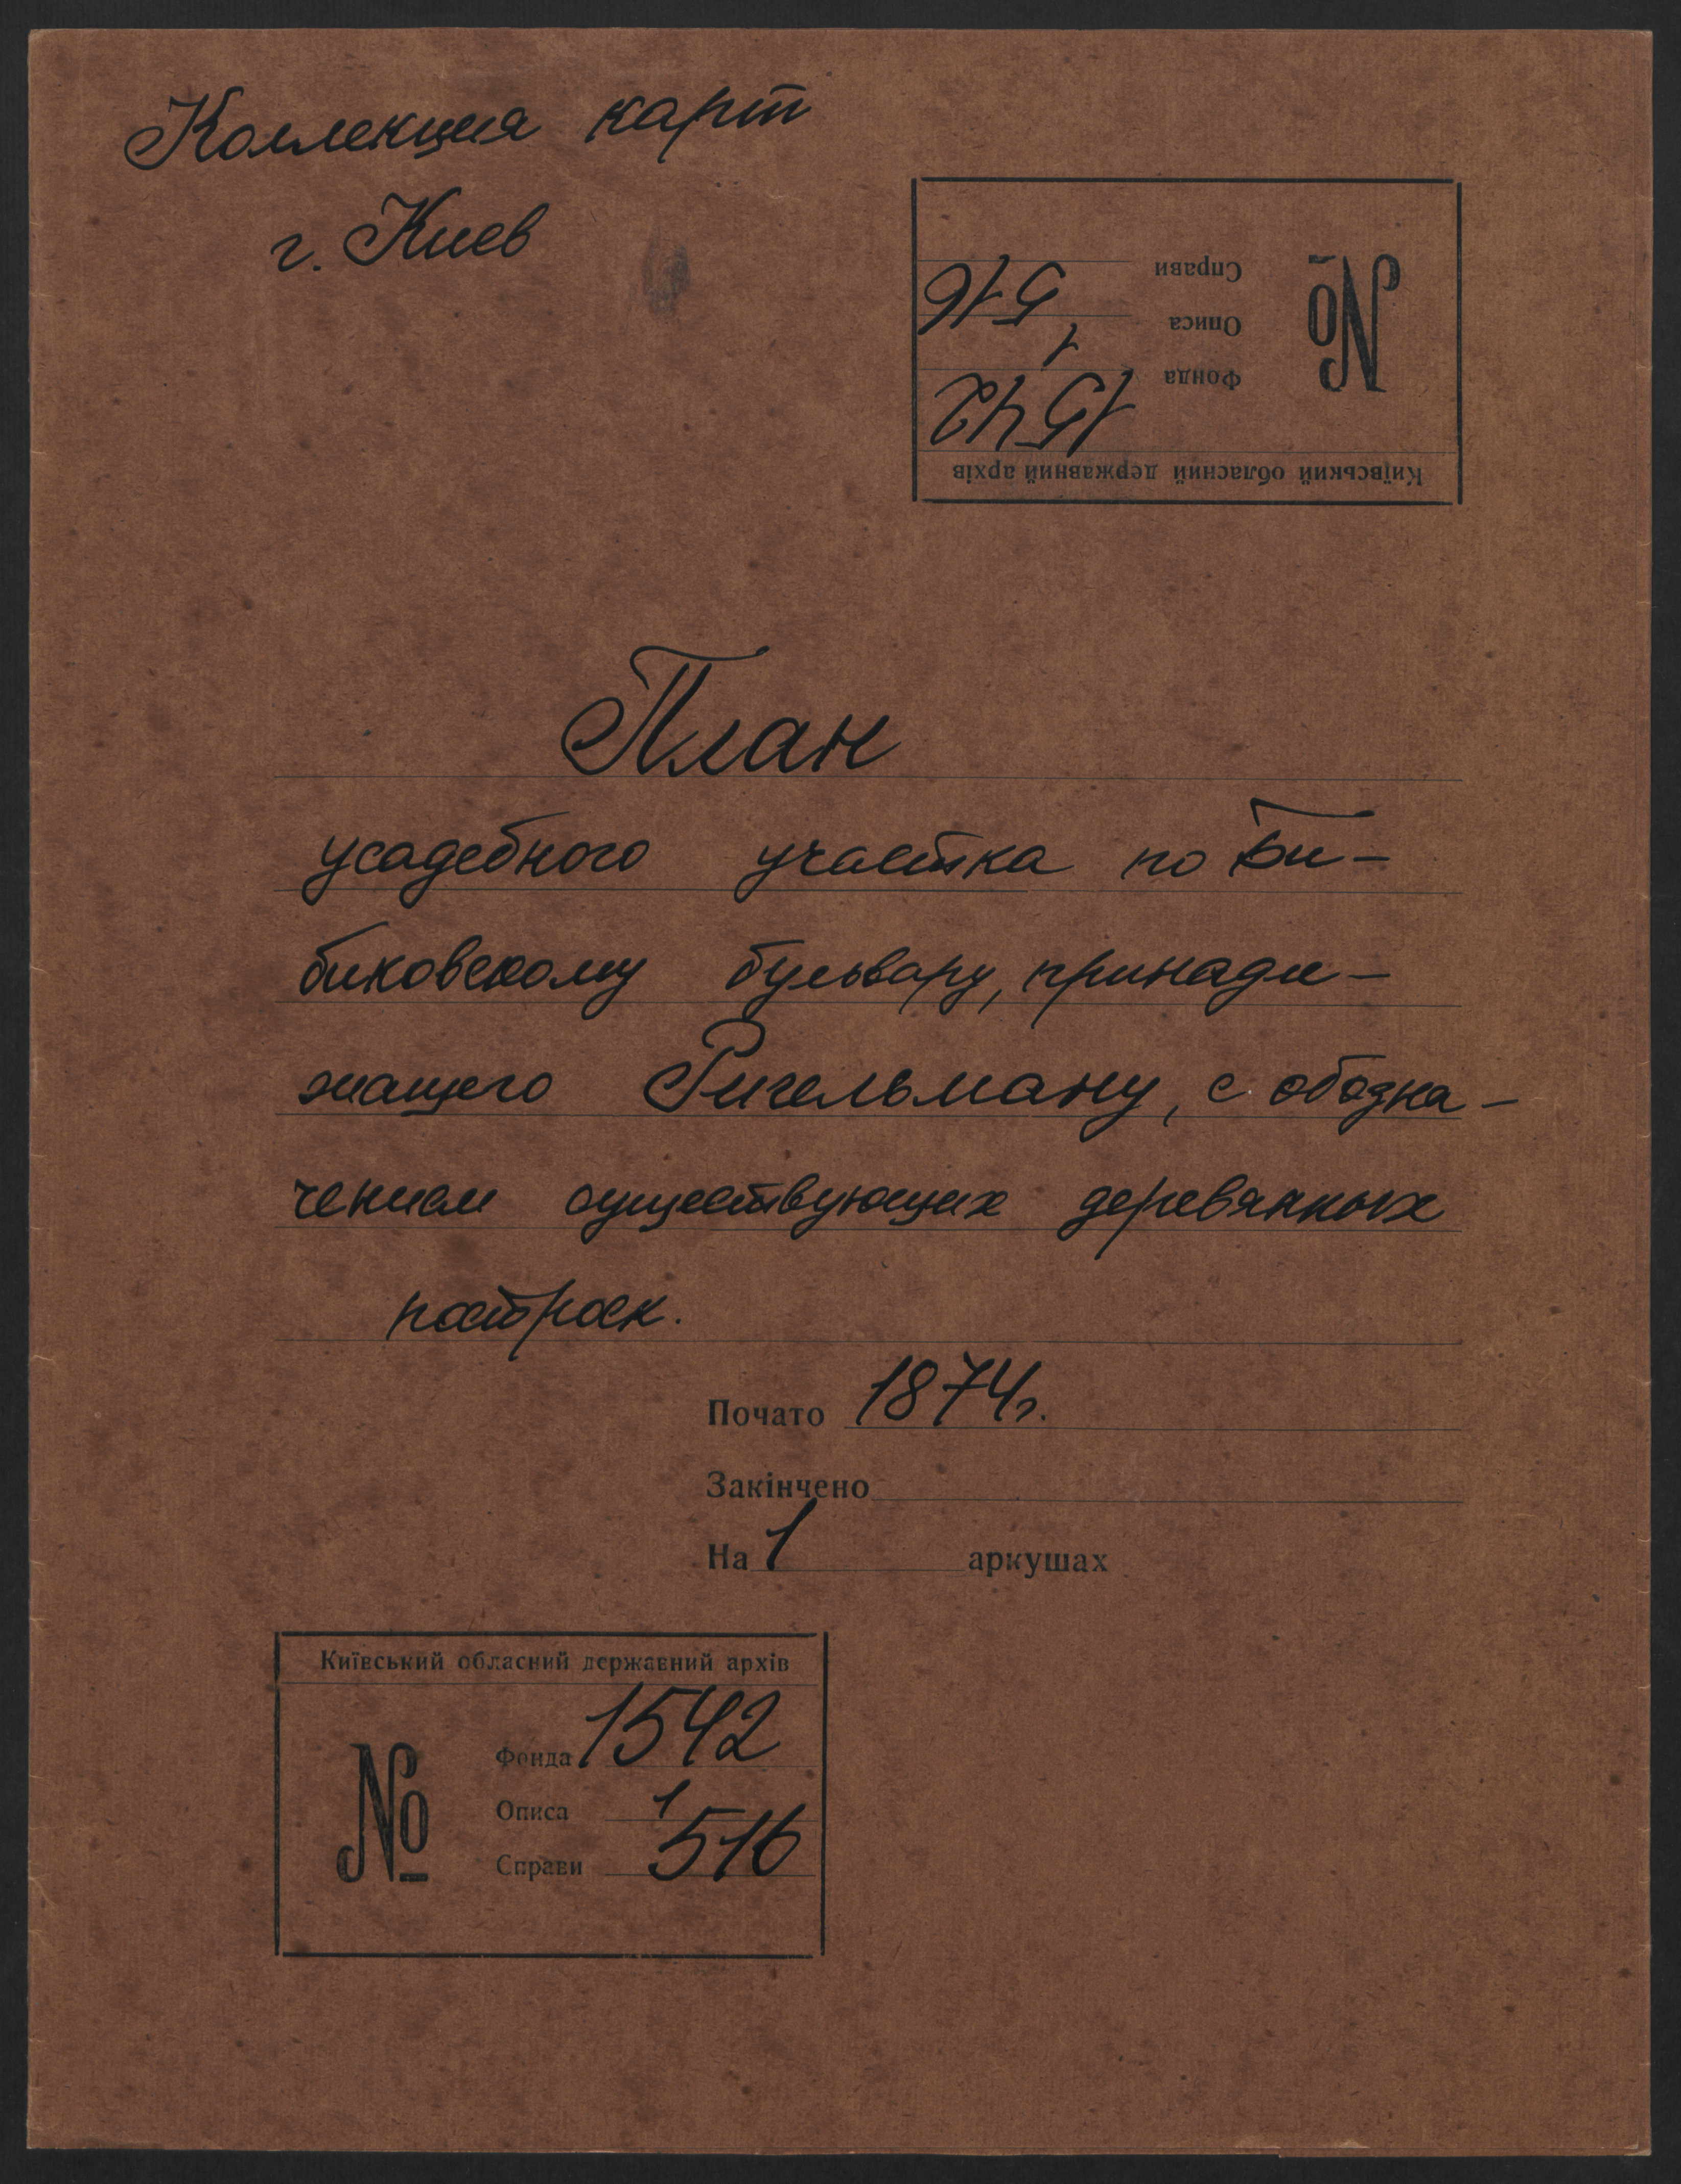 Коллекция карт
г. Киев
Київський обласний державний архів
№
Фонда 1542
Описа 1
Справи 516
План
усадебного участка по Би-
биковскому бульвару, принадле-
жащего Ригельману, с обозна-
чением существующих деревянных
построек.
Почато 1874г.
Закінчено
На 1 аркушах
Київський обласний державний архів
№
Фонда 1542
Описа 1
Справи 516